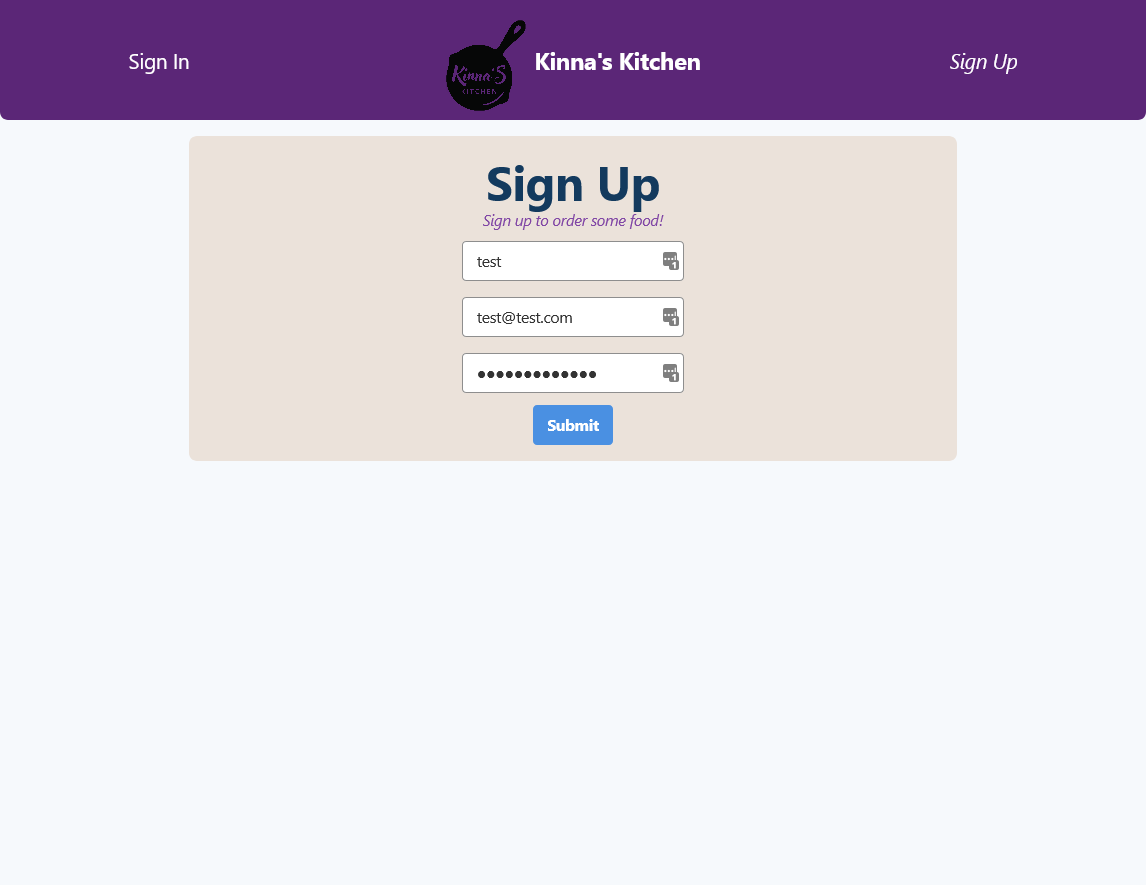 Sign In
Kinna'S
KITCHEN
Kinna's Kitchen
Sign Up
Sign Up
Sign up to order some food!
test
test@test.com
•••••••••••••
Submit